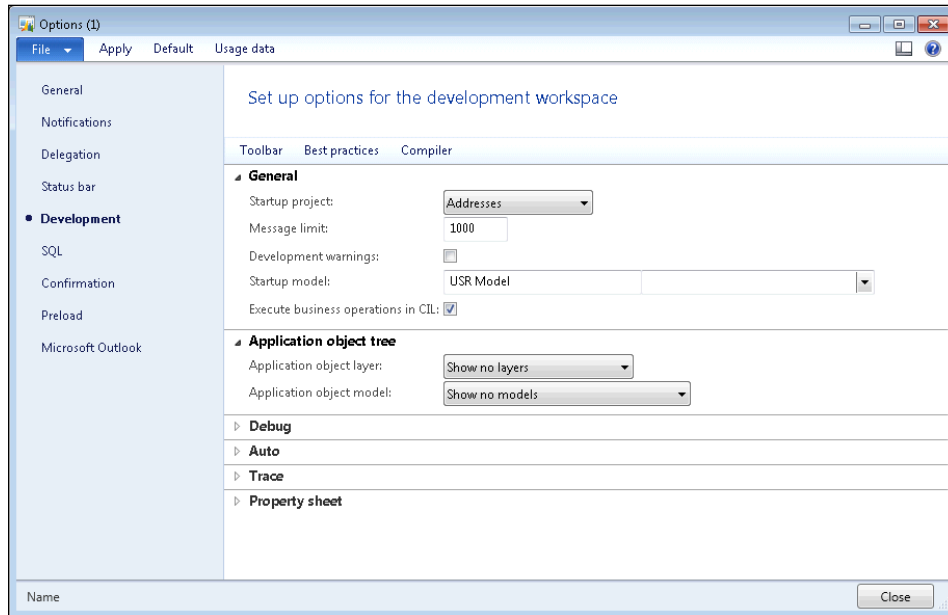 Options (1)
File Apply Default Usage data
General
Notifications
Delegation
Status bar
Development
SQL
Confirmation
Preload
Microsoft Outlook
Set up options for the development workspace
Toolbar Best practices Compiler
General
Startup project: Addresses
Message limit: 1000
Development warnings:
Startup model: USR Model
Execute business operations in CIL:
Application object tree
Application object layer: Show no layers
Application object model: Show no models
Debug
Auto
Trace
Property sheet
Name Close